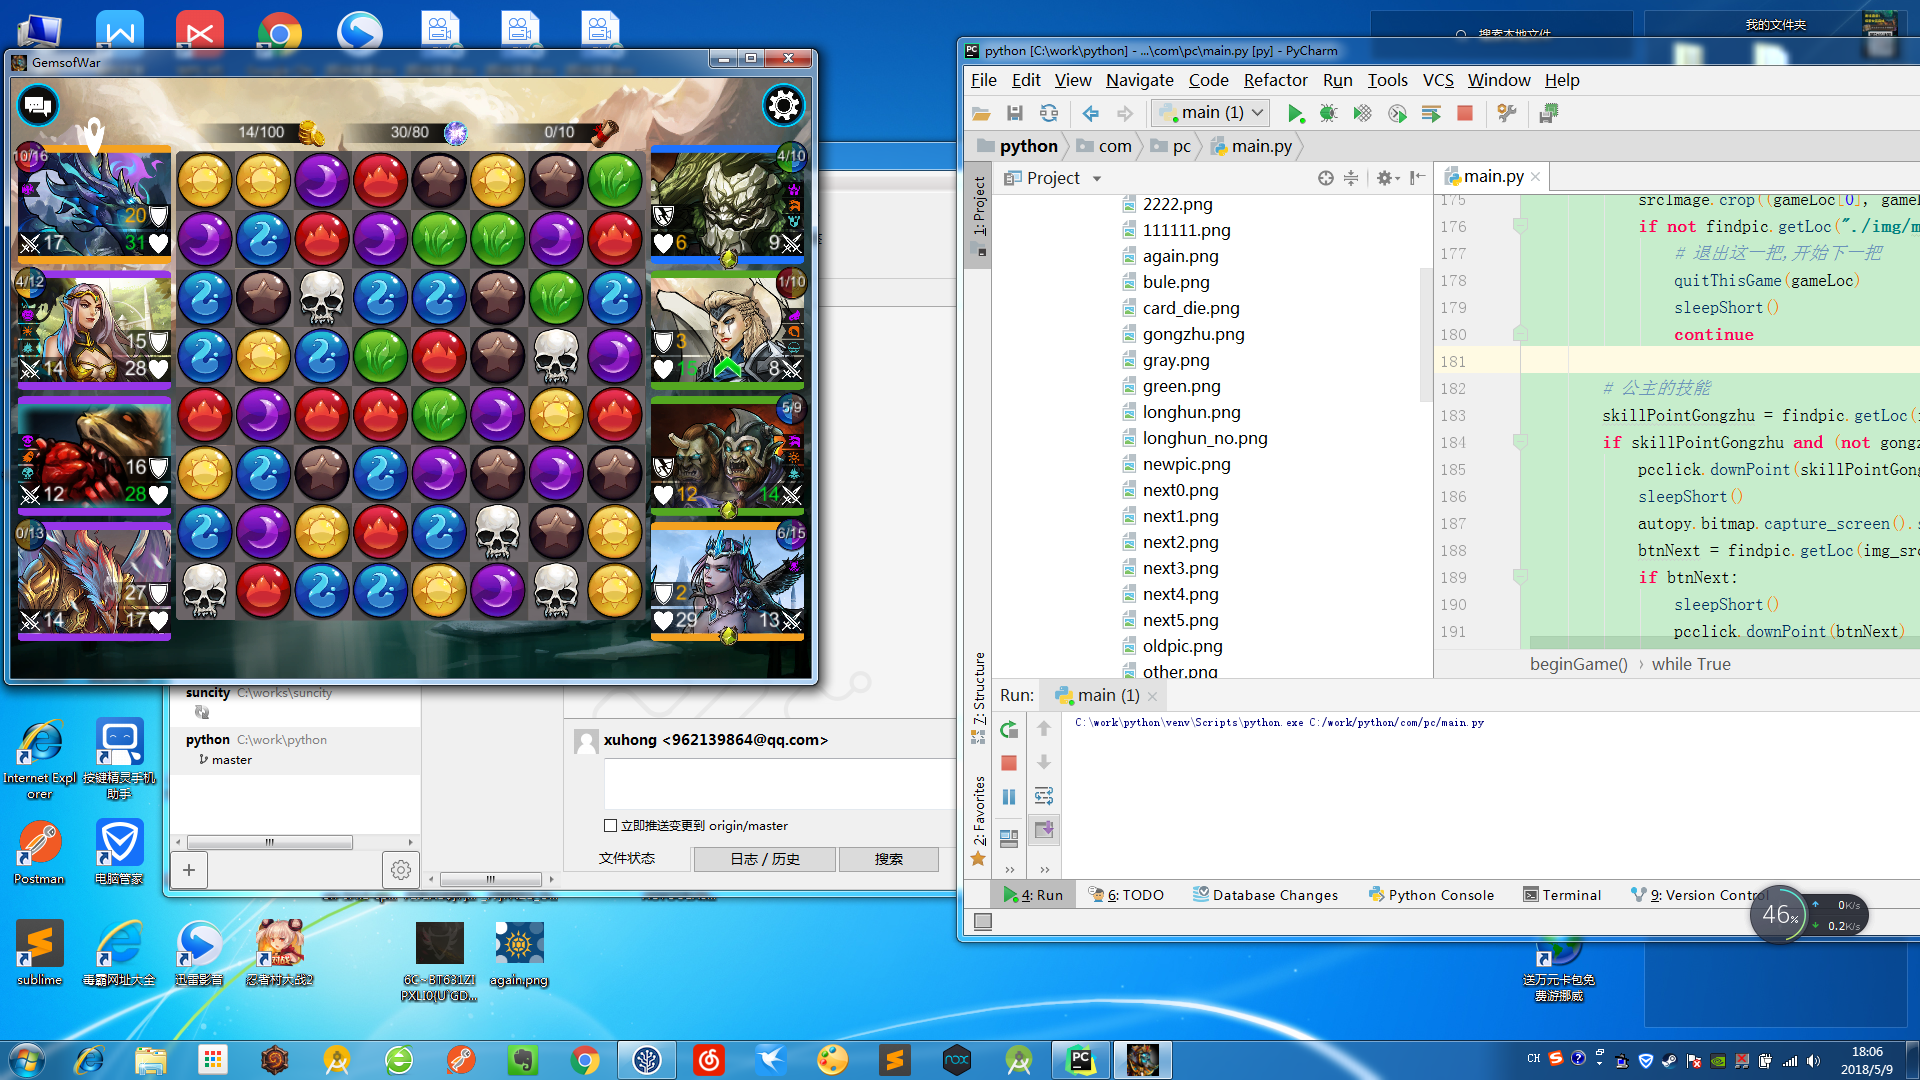 我的文件夹
搜索本地文件
GemsofWar
14/100
30/80
0/10
10/16
20
17
31
4/12
15
14
28
16
12
28
0/13
27
14
17
4/10
6
9
1/10
3
15
8
5/9
12
14
6/15
2
29
13
suncity C:\works\suncity
python C:\work\python
master
xuhong <962139864@qq.com>
立即推送变更到 origin/master
文件状态
日志 / 历史
搜索
python [C:\work\python] - ...\com\pc\main.py [py] - PyCharm
File Edit View Navigate Code Refactor Run Tools VCS Window Help
main (1)
python com pc main.py
1: Project
Project
2222.png
111111.png
again.png
bule.png
card_die.png
gongzhu.png
gray.png
green.png
longhun.png
longhun_no.png
newpic.png
next0.png
next1.png
next2.png
next3.png
next4.png
next5.png
oldpic.png
other.png
7: Structure
2: Favorites
main.py
175 srcImage.crop((gameLoc[0], gameL
176 if not findpic.getLoc("./img/m
177 # 退出这一把,开始下一把
178 quitThisGame(gameLoc)
179 sleepShort()
180 continue
181
182 # 公主的技能
183 skillPointGongzhu = findpic.getLoc(i
184 if skillPointGongzhu and (not gongz
185 pcclick.downPoint(skillPointGong
186 sleepShort()
187 autopy.bitmap.capture_screen().s
188 btnNext = findpic.getLoc(img_src
189 if btnNext:
190 sleepShort()
191 pcclick.downPoint(btnNext)
beginGame() › while True
Run: main (1)
C:\work\python\venv\Scripts\python.exe C:/work/python/com/pc/main.py
4: Run 6: TODO Database Changes Python Console Terminal 9: Version Control
46%
0K/s
0.2K/s
Internet Explorer
按键精灵手机助手
Postman
电脑管家
sublime
毒霸网址大全
迅雷影音
忍者村大战2
6C~BT631ZI
PXLI0(U`GD...
again.png
送万元卡包免费游挪威
CH
18:06
2018/5/9